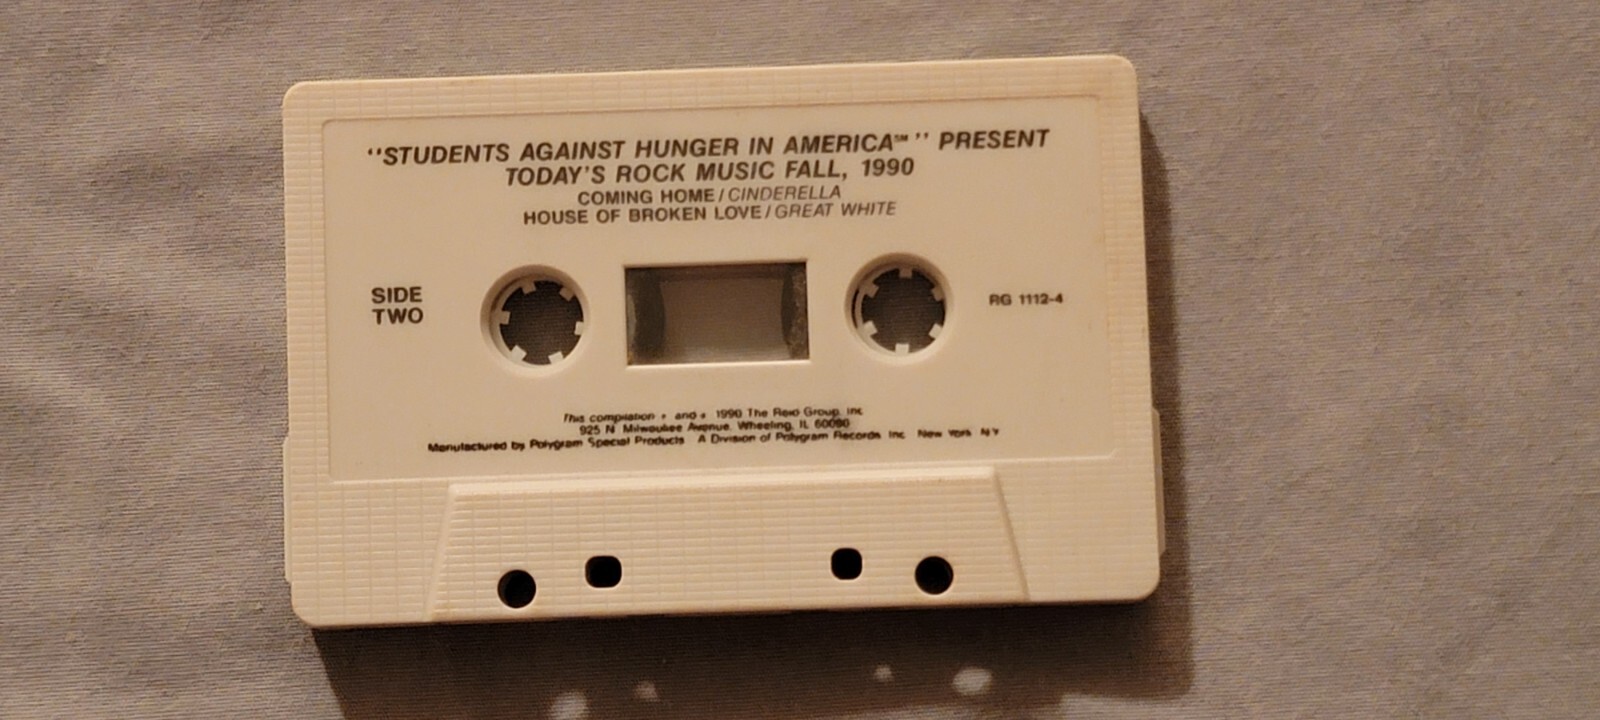 "STUDENTS AGAINST HUNGER IN AMERICA℠" PRESENT
TODAY'S ROCK MUSIC FALL, 1990
COMING HOME/CINDERELLA
HOUSE OF BROKEN LOVE/GREAT WHITE
SIDE
TWO
RG 1112-4
This compilation and 1990 The Group, Inc
925 N Milwaukee Avenue, Wheeling, IL 60090
Manufactured by Polygram Special Products A Division of Polygram Records Inc New York NY